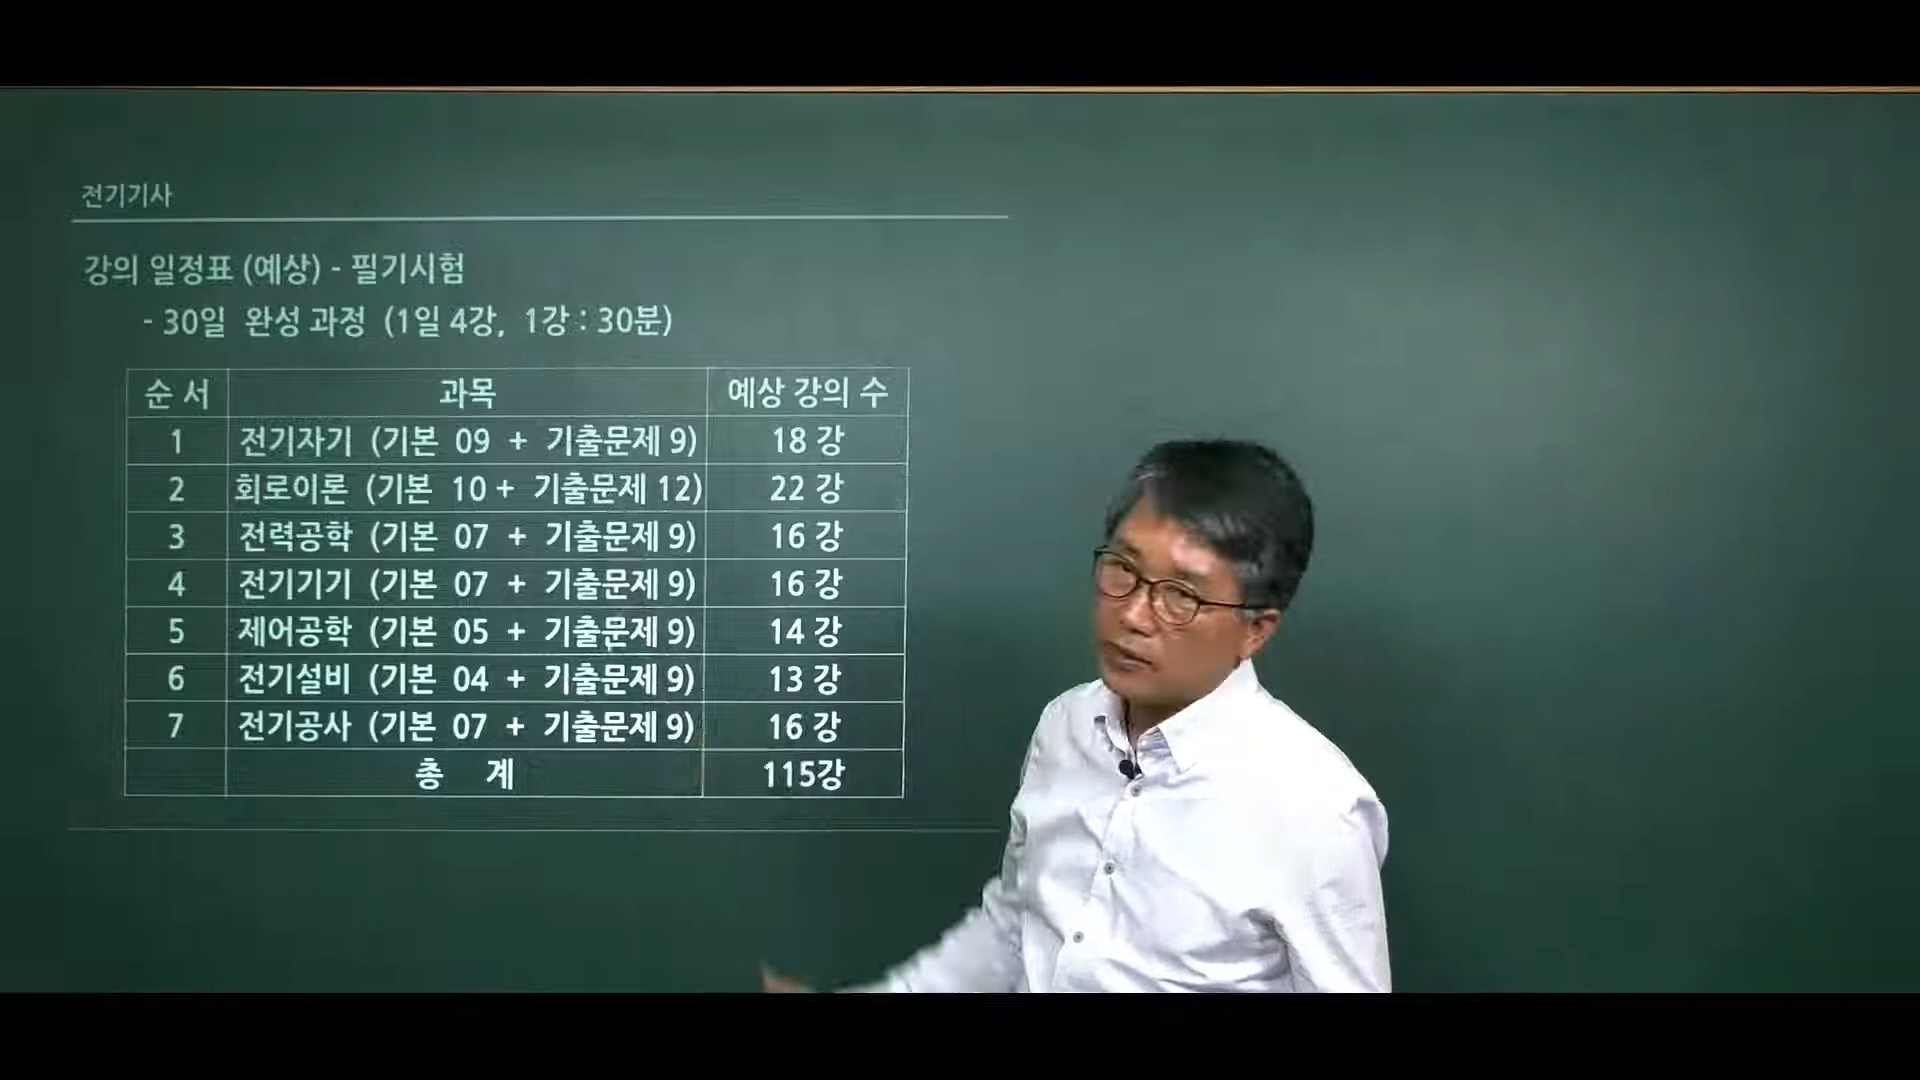 전기기사
강의 일정표 (예상) - 필기시험
- 30일 완성 과정 (1일 4강, 1강 : 30분)
순 서 과목 예상 강의 수
1 전기자기 (기본 09 + 기출문제 9) 18 강
2 회로이론 (기본 10 + 기출문제 12) 22 강
3 전력공학 (기본 07 + 기출문제 9) 16 강
4 전기기기 (기본 07 + 기출문제 9) 16 강
5 제어공학 (기본 05 + 기출문제 9) 14 강
6 전기설비 (기본 04 + 기출문제 9) 13 강
7 전기공사 (기본 07 + 기출문제 9) 16 강
총 계 115강